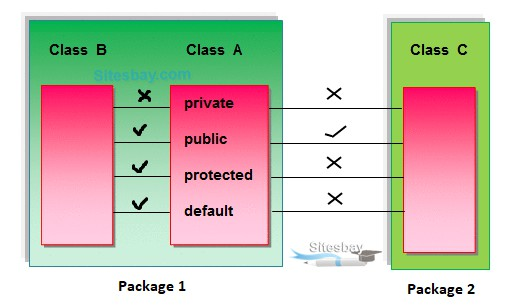 Class B
Class A
Class C
Sitesbay.com
private
public
protected
default
Sitesbay
Package 1
Package 2